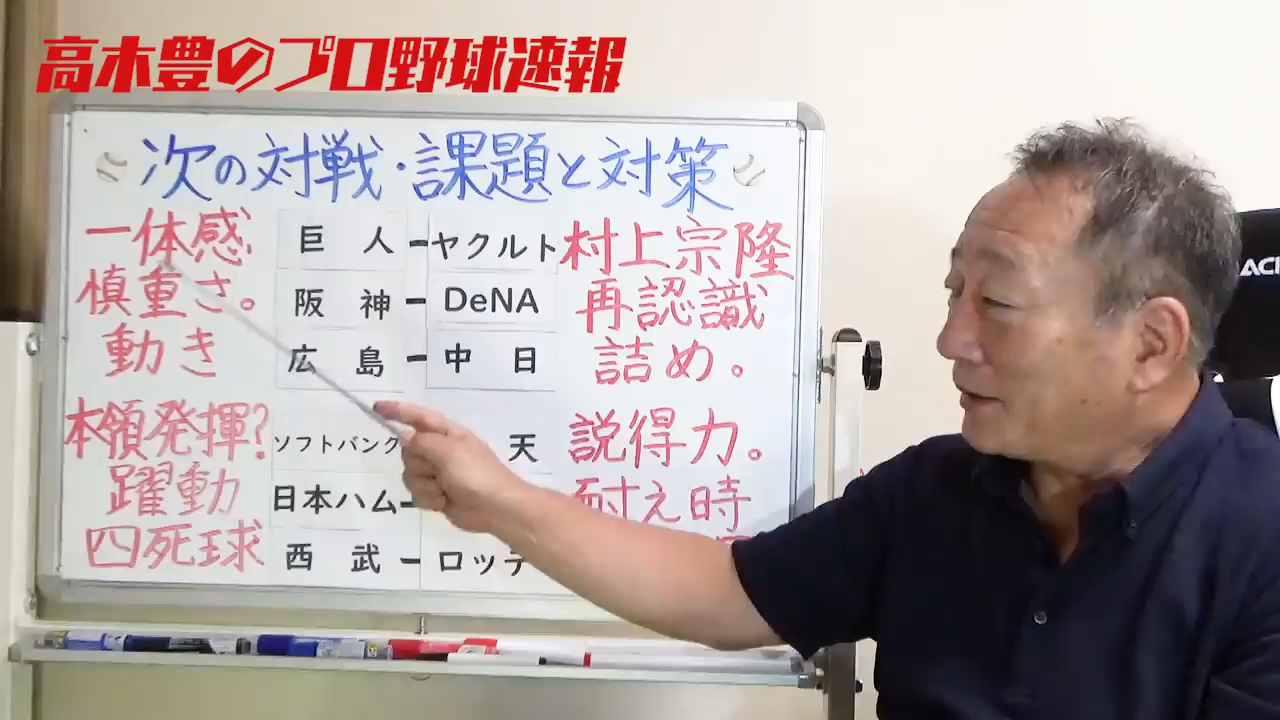 高木豊のプロ野球速報
次の対戦・課題と対策
一体感 巨人-ヤクルト 村上宗隆
慎重さ。 阪神-DeNA 再認識
動き 広島-中日 詰め。
本領発揮? ソフトバンク 天 説得力。
躍動 日本ハム- 耐え時
四死球 西武-ロッテ
ACI